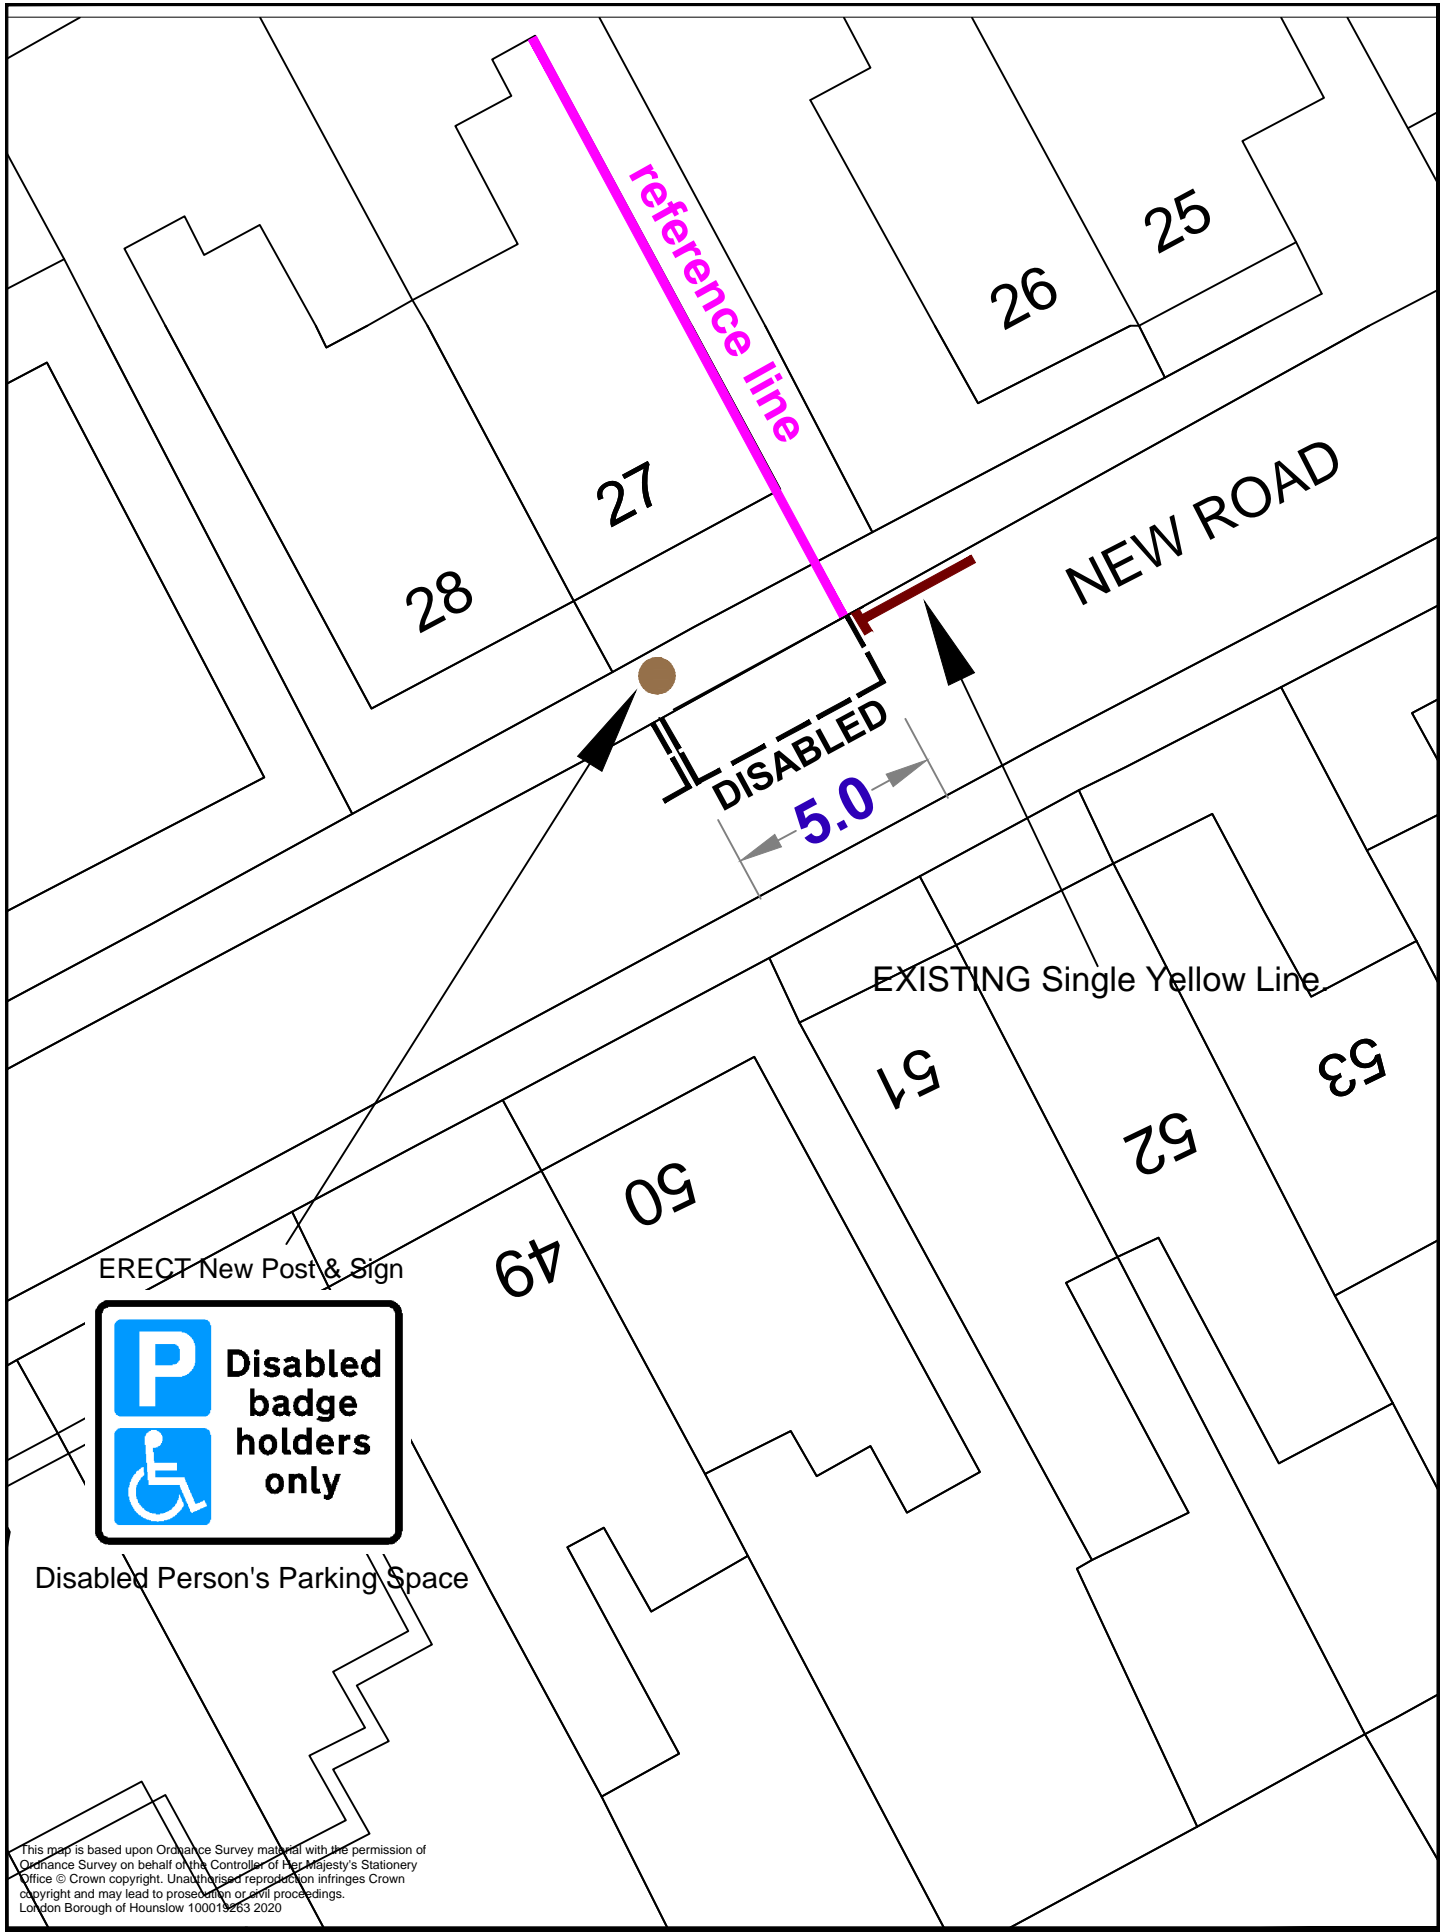 reference line
25
26
27
28
NEW ROAD
DISABLED
5.0
EXISTING Single Yellow Line.
51
53
52
50
49
ERECT New Post & Sign
P
Disabled
badge
holders
only
Disabled Person's Parking Space
This map is based upon Ordnance Survey material with the permission of
Ordnance Survey on behalf of the Controller of Her Majesty's Stationery
Office © Crown copyright. Unauthorised reproduction infringes Crown
copyright and may lead to prosecution or civil proceedings.
London Borough of Hounslow 100019263 2020